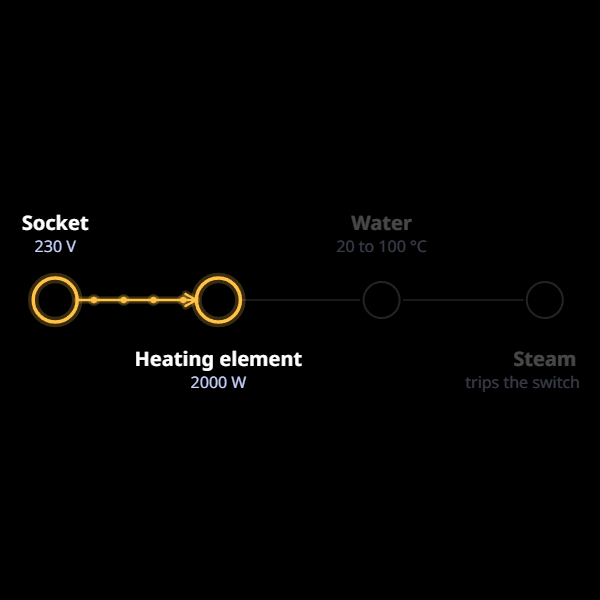 Socket
230 V
Heating element
2000 W
Water
20 to 100 °C
Steam
trips the switch